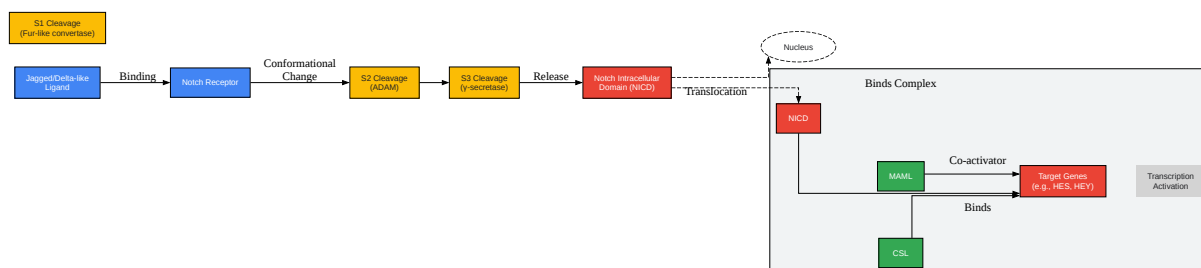 S1 Cleavage
(Fur-like convertase)
Jagged/Delta-like
Ligand
Binding
Notch Receptor
Conformational
Change
S2 Cleavage
(ADAM)
S3 Cleavage
(γ-secretase)
Release
Notch Intracellular
Domain (NICD)
Translocation
Nucleus
Binds Complex
NICD
MAML
Co-activator
Target Genes
(e.g., HES, HEY)
Transcription
Activation
Binds
CSL